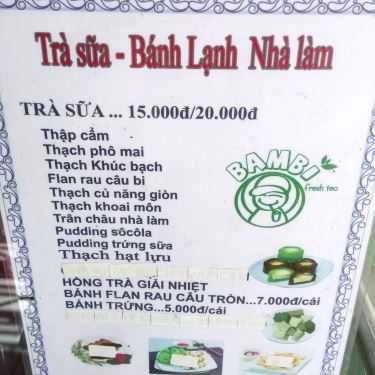 Trà sữa - Bánh Lạnh Nhà làm
TRÀ SỮA ... 15.000đ/20.000đ
Thập cẩm
Thạch phô mai
Thạch Khúc bạch
Flan rau câu bi
Thạch củ năng giòn
Thạch khoai môn
Trân châu nhà làm
Pudding sôcôla
Pudding trứng sữa
Thạch hạt lựu
BAMBI
fresh tea
HỒNG TRÀ GIẢI NHIỆT
BÁNH FLAN RAU CÂU TRÒN...7.000đ/cái
BÁNH TRỨNG...5.000đ/cái